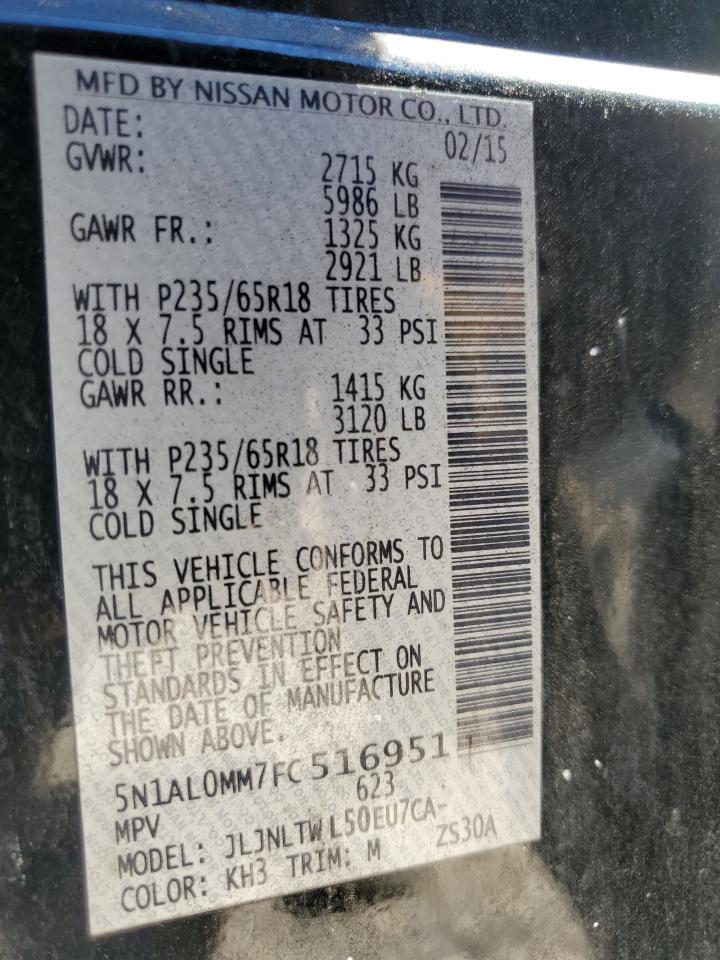 MFD BY NISSAN MOTOR CO., LTD.
DATE: 02/15
GVWR: 2715 KG
5986 LB
GAWR FR.: 1325 KG
2921 LB
WITH P235/65R18 TIRES
18 X 7.5 RIMS AT 33 PSI
COLD SINGLE
GAWR RR.: 1415 KG
3120 LB
WITH P235/65R18 TIRES
18 X 7.5 RIMS AT 33 PSI
COLD SINGLE
THIS VEHICLE CONFORMS TO
ALL APPLICABLE FEDERAL
MOTOR VEHICLE SAFETY AND
THEFT PREVENTION
STANDARDS IN EFFECT ON
THE DATE OF MANUFACTURE
SHOWN ABOVE.
5N1AL0MM7FC516951
MPV 623
MODEL: JLJNLTWL50EU7CA-
COLOR: KH3 TRIM: M ZS30A